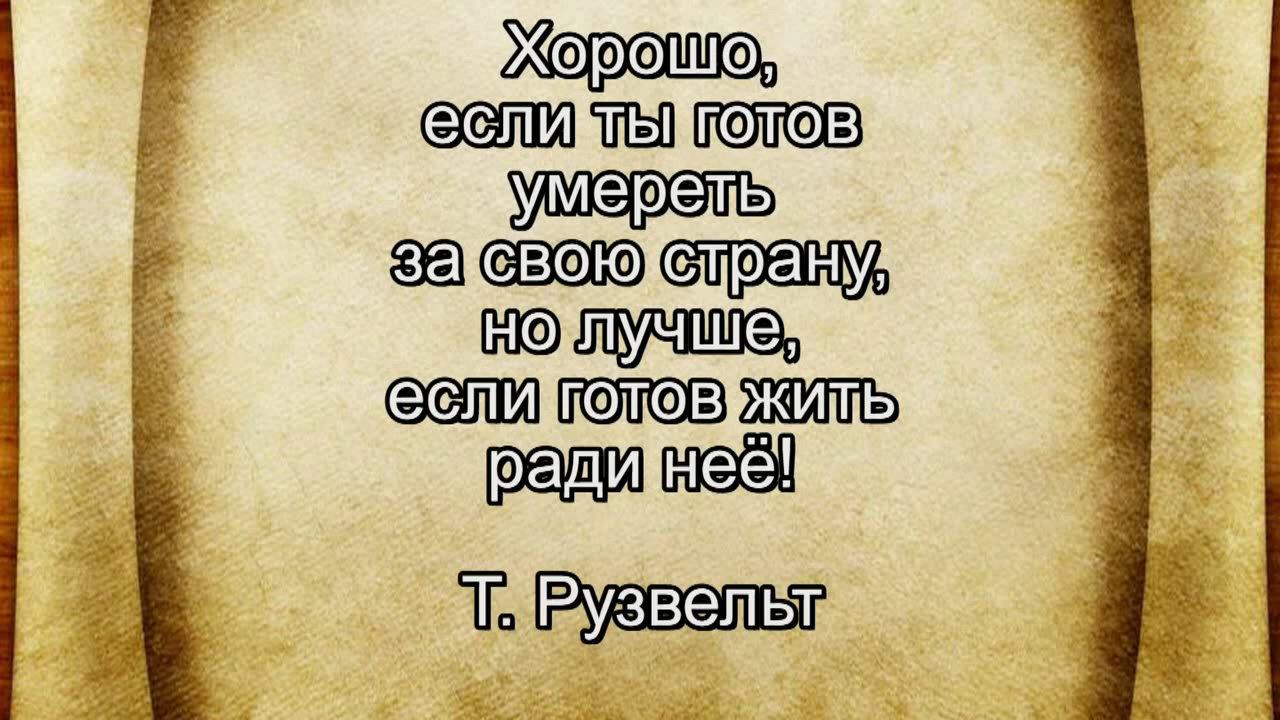 Хорошо,
если ты готов
умереть
за свою страну,
но лучше,
если готов жить
ради неё!
Т. Рузвельт